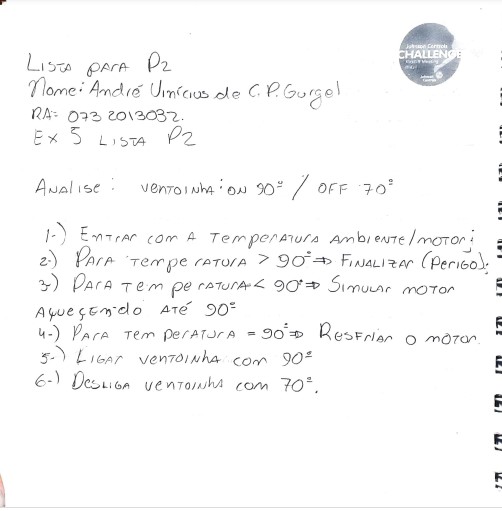 Johnson Controls
CHALLENGE
Johnson
Controls
LISTA PARA P2
Nome: André Vinícius de C.P.Gurgel
RA: 073 2013032.
EX 5 LISTA P2
ANALISE: VENTOINHA: ON 90° / OFF 70°
1-) ENTRAR COM A TEMPERATURA AMBIENTE/MOTOR;
2-) PARA TEMPERATURA > 90° ⇒ FINALIZAR (PERIGO);
3-) PARA TEMPERATURA < 90° ⇒ SIMULAR MOTOR
AQUEÇENDO ATÉ 90°
4-) PARA TEMPERATURA = 90° ⇒ RESFRIAR O MOTOR.
5-) LIGAR VENTOINHA COM 90°
6-) DESLIGA VENTOINHA COM 70°.